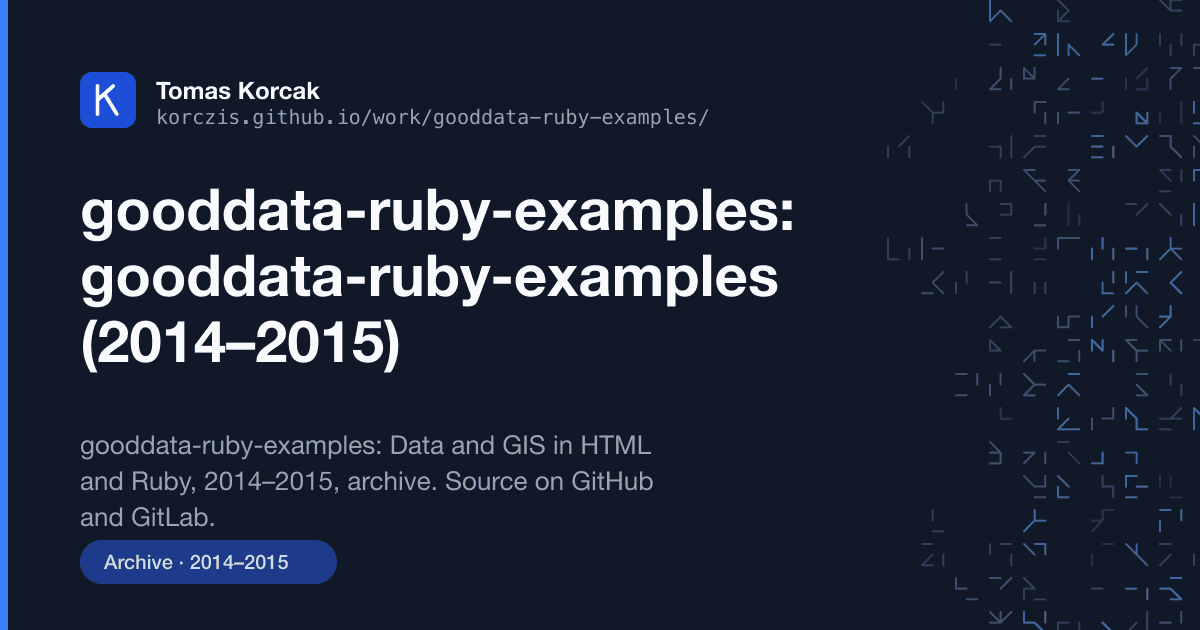 K
Tomas Korcak
korczis.github.io/work/gooddata-ruby-examples/
gooddata-ruby-examples:
gooddata-ruby-examples
(2014–2015)
gooddata-ruby-examples: Data and GIS in HTML
and Ruby, 2014–2015, archive. Source on GitHub
and GitLab.
Archive · 2014–2015